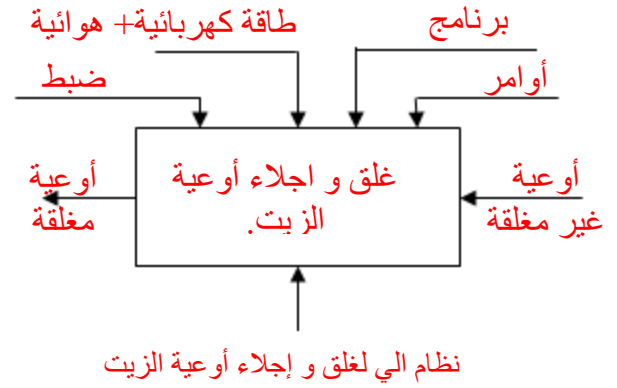 برنامج
طاقة كهربائية+ هوائية
أوامر
ضبط
غلق و اجلاء أوعية
الزيت.
أوعية
غير مغلقة
أوعية
مغلقة
نظام الي لغلق و إجلاء أوعية الزيت